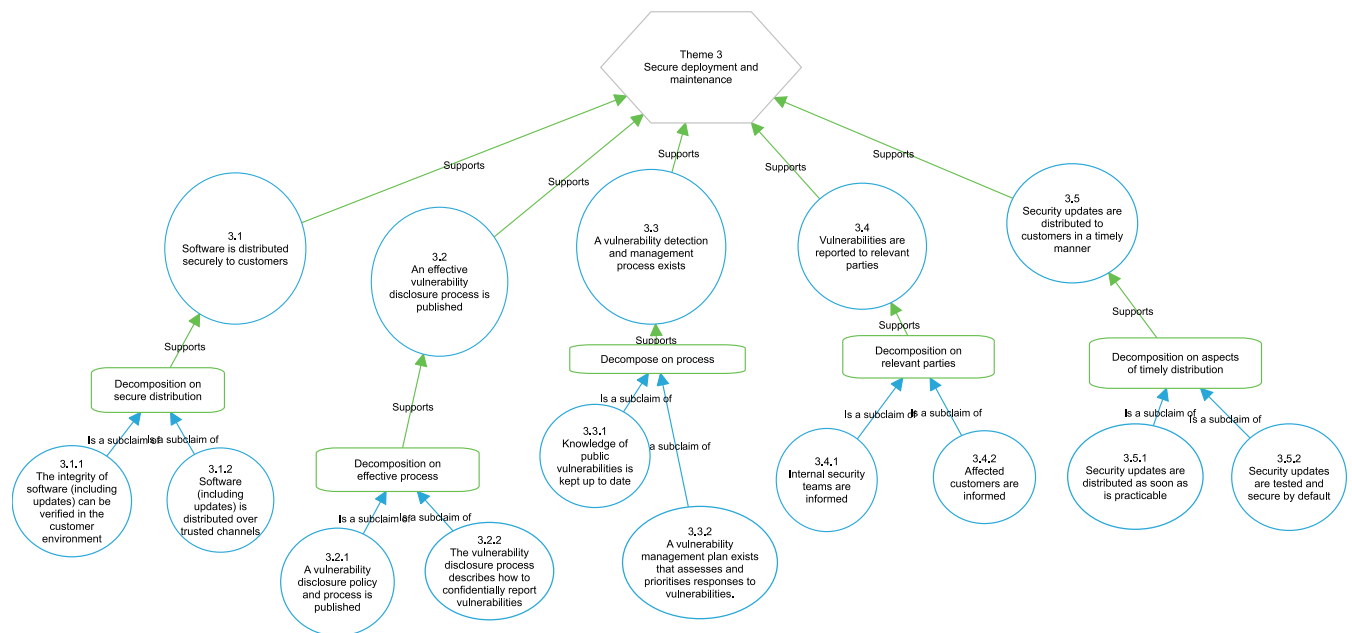 Theme 3
Secure deployment and
maintenance
Supports
Supports
Supports
Supports
Supports
3.1
Software is distributed
securely to customers
3.2
An effective
vulnerability
disclosure process is
published
3.3
A vulnerability detection
and management
process exists
3.4
Vulnerabilities are
reported to relevant
parties
3.5
Security updates are
distributed to
customers in a timely
manner
Supports
Supports
Supports
Supports
Supports
Decomposition on
secure distribution
Decomposition on
effective process
Decompose on process
Decomposition on
relevant parties
Decomposition on aspects
of timely distribution
Is a subclaim of
Is a subclaim of
3.1.1
The integrity of
software (including
updates) can be
verified in the
customer
environment
3.1.2
Software
(including
updates) is
distributed over
trusted channels
Is a subclaim of
Is a subclaim of
3.2.1
A vulnerability
disclosure policy
and process is
published
3.2.2
The vulnerability
disclosure process
describes how to
confidentially report
vulnerabilities
Is a subclaim of
a subclaim of
3.3.1
Knowledge of
public
vulnerabilities is
kept up to date
3.3.2
A vulnerability
management plan exists
that assesses and
prioritises responses to
vulnerabilities.
Is a subclaim of
Is a subclaim of
3.4.1
Internal security
teams are
informed
3.4.2
Affected
customers are
informed
Is a subclaim of
Is a subclaim of
3.5.1
Security updates are
distributed as soon as
is practicable
3.5.2
Security updates
are tested and
secure by default